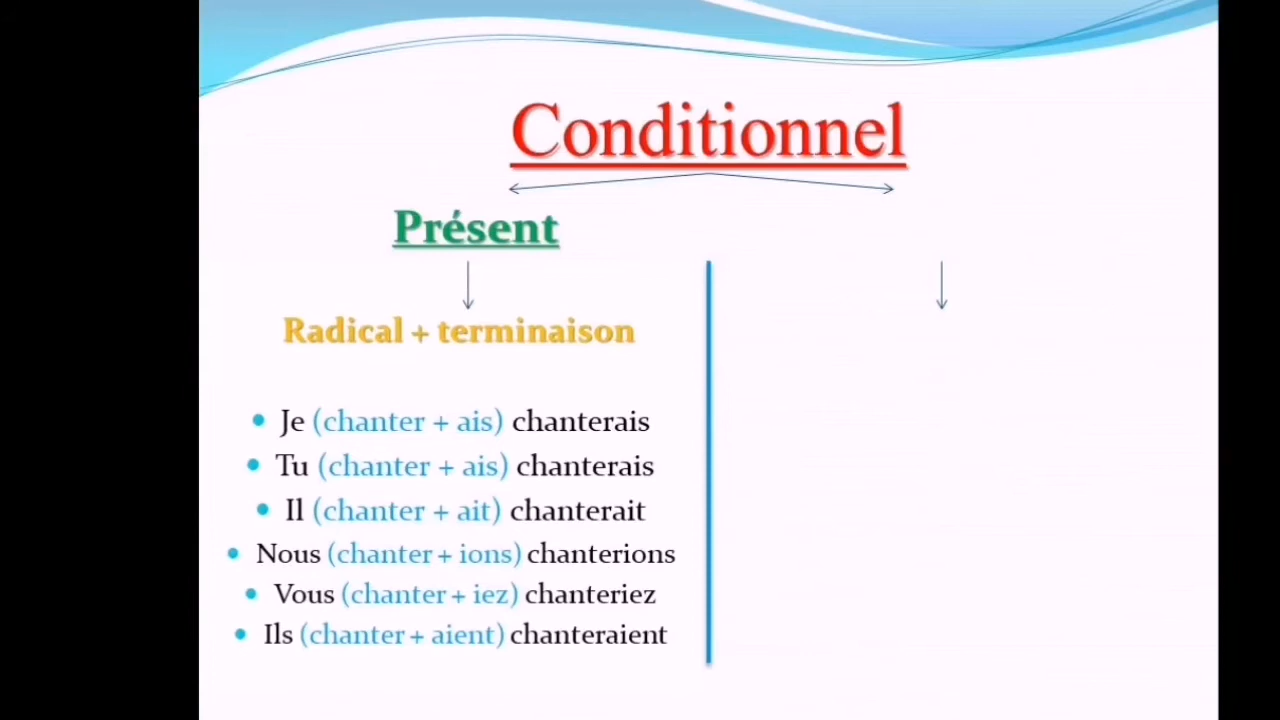 Conditionnel
Présent
Radical + terminaison
• Je (chanter + ais) chanterais
• Tu (chanter + ais) chanterais
• Il (chanter + ait) chanterait
• Nous (chanter + ions) chanterions
• Vous (chanter + iez) chanteriez
• Ils (chanter + aient) chanteraient